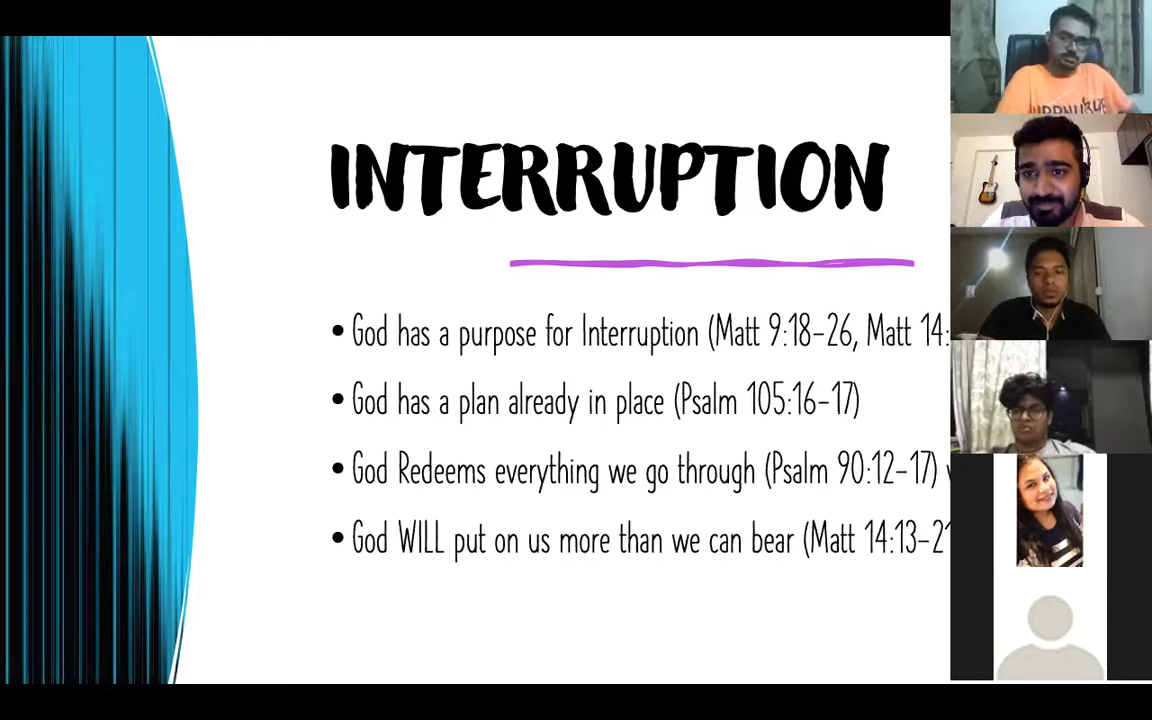 INTERRUPTION
• God has a purpose for Interruption (Matt 9:18-26, Matt 14:
• God has a plan already in place (Psalm 105:16-17)
• God Redeems everything we go through (Psalm 90:12-17)
• God WILL put on us more than we can bear (Matt 14:13-21